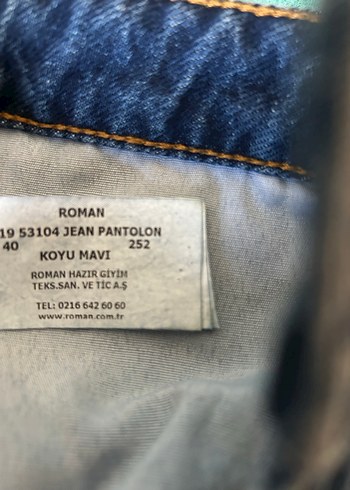 ROMAN
19 53104 JEAN PANTOLON
40 252
KOYU MAVI
ROMAN HAZIR GİYİM
TEKS.SAN. VE TİC A.Ş
TEL: 0216 642 60 60
www.roman.com.tr